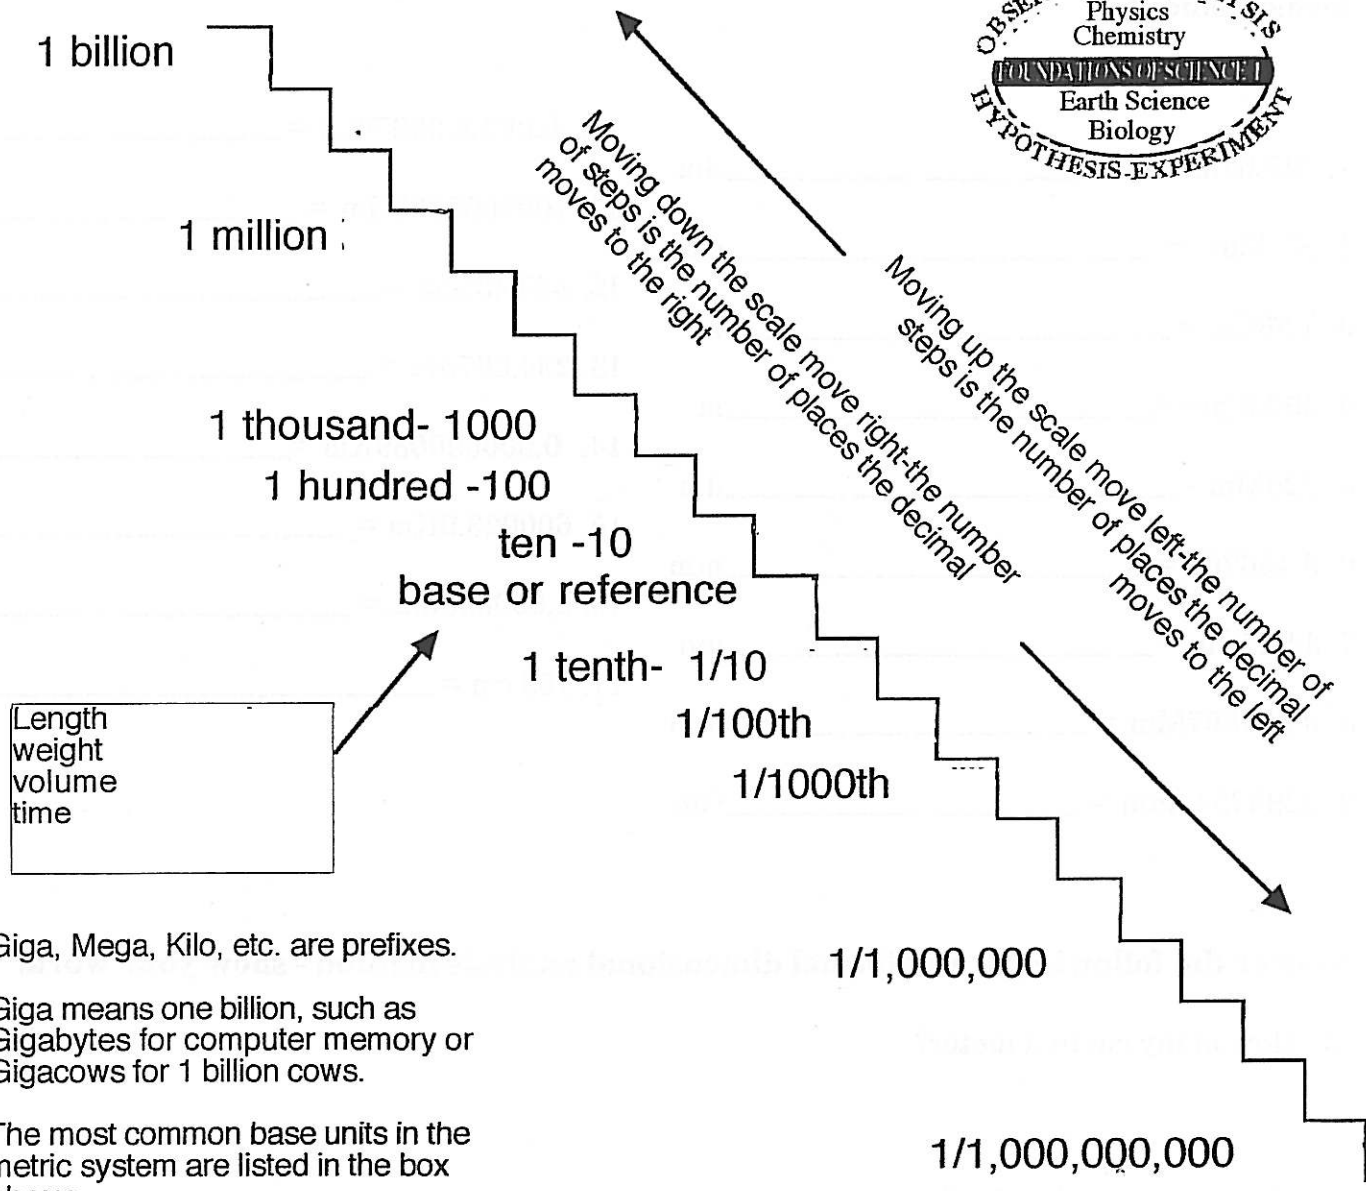 Physics
Chemistry
FOUNDATIONS OF SCIENCE I
Earth Science
Biology
HYPOTHESIS-EXPERIMENT
1 billion
1 million
1 thousand- 1000
1 hundred -100
ten -10
base or reference
1 tenth- 1/10
1/100th
1/1000th
1/1,000,000
1/1,000,000,000
Moving down the scale move right-the number
of steps is the number of places the decimal
moves to the right
Moving up the scale move left-the number of
steps is the number of places the decimal
moves to the left
Length
weight
volume
time
Giga, Mega, Kilo, etc. are prefixes.
Giga means one billion, such as
Gigabytes for computer memory or
Gigacows for 1 billion cows.
The most common base units in the
metric system are listed in the box